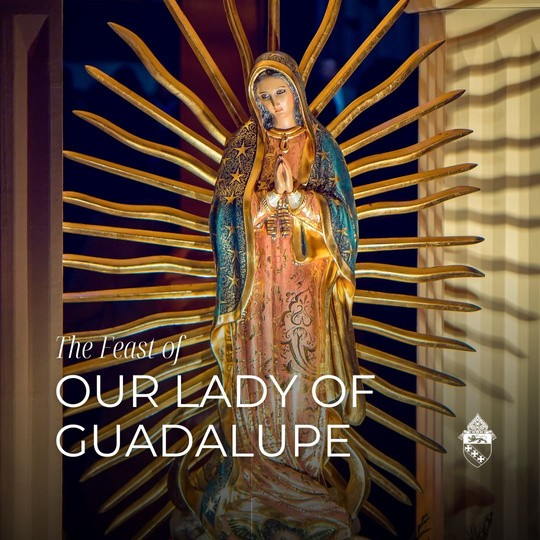 The Feast of
OUR LADY OF
GUADALUPE